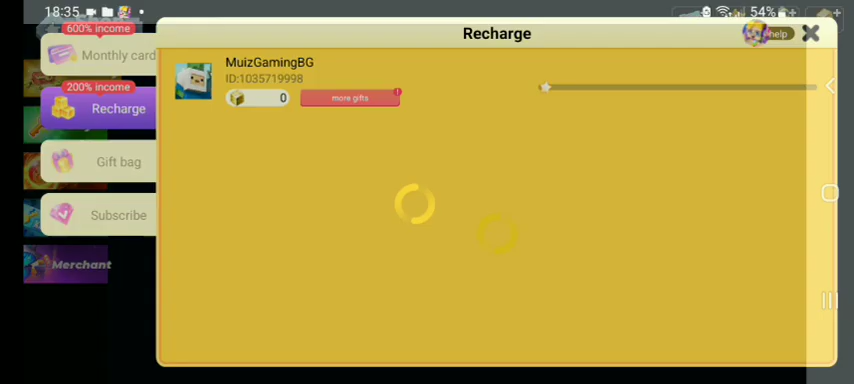 18:35
54%
600% income
Monthly card
200% income
Recharge
Gift bag
Subscribe
Merchant
Recharge
help
MuizGamingBG
ID:1035719998
0
more gifts
!